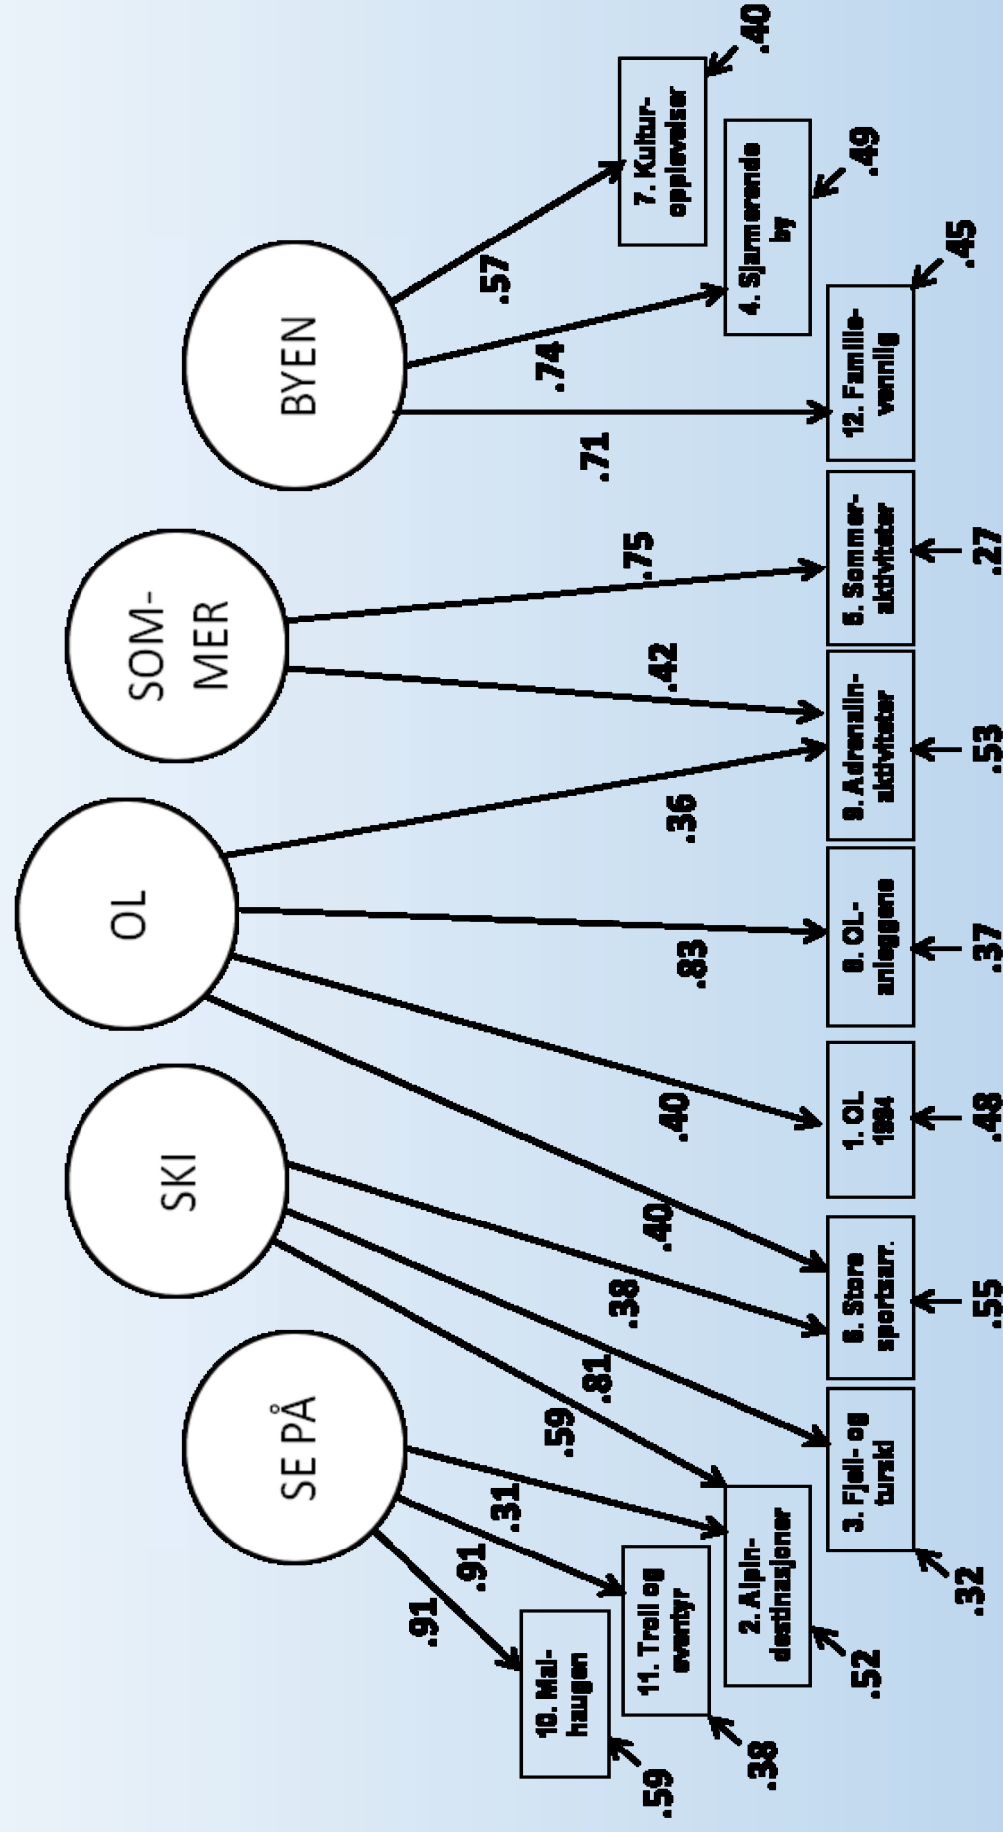 SE PÅ
SKI
OL
SOM-
MER
BYEN
.91
.91
.31
.59
.81
.38
.40
.40
.83
.36
.42
.75
.71
.74
.57
10. Mai-
haugen
11. Troll og
eventyr
2. Alpin-
destinasjoner
3. Fjell- og
turski
6. Store
sportsarr.
1. OL
1994
8. OL-
anleggene
9. Adrenalin-
aktiviteter
5. Sommer-
aktiviteter
12. Familie-
vennlig
4. Sjarmerende
by
7. Kultur-
opplevelser
.59
.38
.52
.32
.55
.48
.37
.53
.27
.45
.49
.40